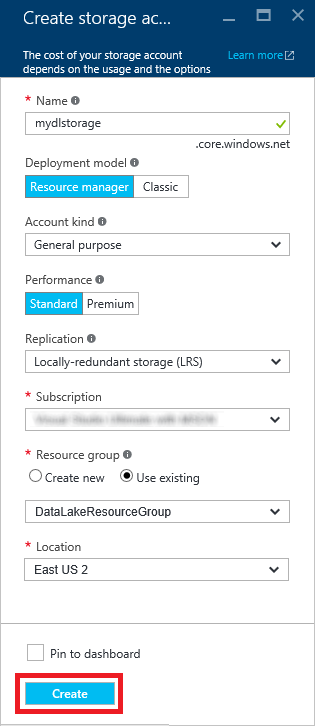 Create storage ac...
The cost of your storage account
depends on the usage and the options
Learn more
* Name
mydlstorage
.core.windows.net
Deployment model
Resource manager Classic
Account kind
General purpose
Performance
Standard Premium
Replication
Locally-redundant storage (LRS)
* Subscription
* Resource group
Create new Use existing
DataLakeResourceGroup
* Location
East US 2
Pin to dashboard
Create